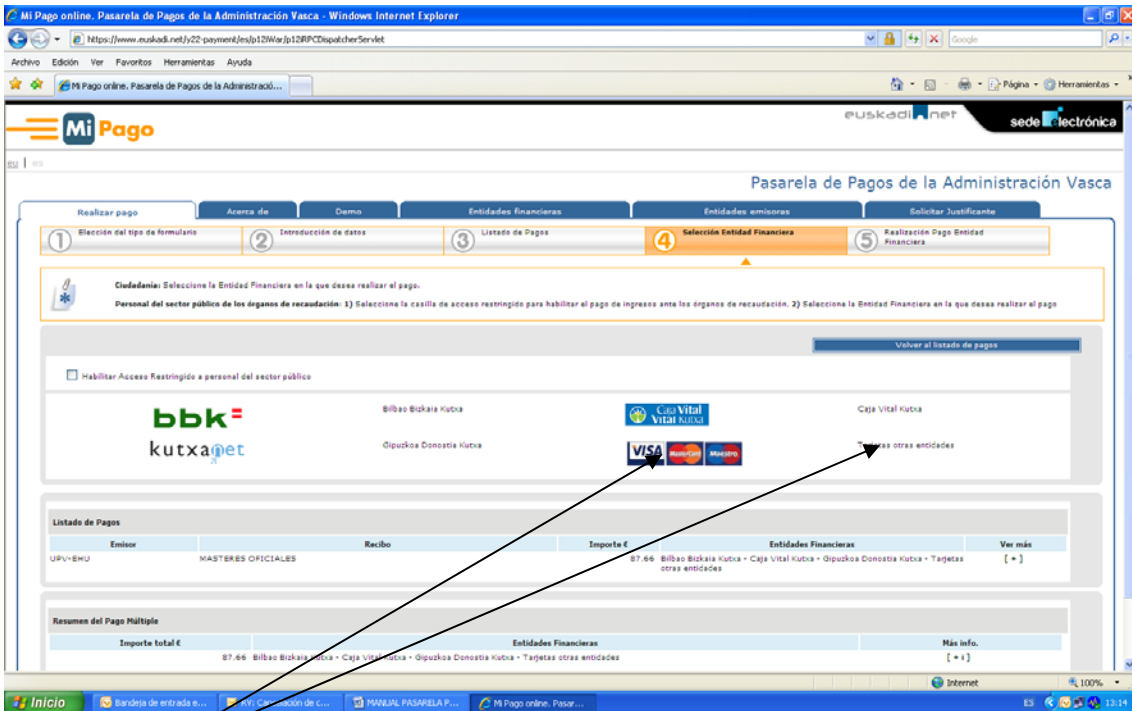 Mi Pago online. Pasarela de Pagos de la Administración Vasca - Windows Internet Explorer
https://www.euskadi.net/y22-payment/es/p12iWar/p12iRPCDispatcherServlet
Google
Archivo Edición Ver Favoritos Herramientas Ayuda
Mi Pago online. Pasarela de Pagos de la Administració...
Página Herramientas
Mi Pago
euskadi net
sede electrónica
eu | es
Pasarela de Pagos de la Administración Vasca
Realizar pago Acerca de Demo Entidades financieras Entidades emisoras Solicitar Justificante
1 Elección del tipo de formulario 2 Introducción de datos 3 Listado de Pagos 4 Selección Entidad Financiera 5 Realización Pago Entidad Financiera
Ciudadanía: Seleccione la Entidad Financiera en la que desea realizar el pago.
Personal del sector público de los órganos de recaudación: 1) Seleccione la casilla de acceso restringido para habilitar el pago de ingresos ante los órganos de recaudación. 2) Seleccione la Entidad Financiera en la que desea realizar el pago
Volver al listado de pagos
Habilitar Acceso Restringido a personal del sector público
bbk= Bilbao Bizkaia Kutxa Caja Vital Vital Kutxa Caja Vital Kutxa
kutxanet Gipuzkoa Donostia Kutxa VISA MasterCard Maestro Tarjetas otras entidades
Listado de Pagos
Emisor Recibo Importe € Entidades Financieras Ver más
UPV-EHU MASTERES OFICIALES 87.66 Bilbao Bizkaia Kutxa - Caja Vital Kutxa - Gipuzkoa Donostia Kutxa - Tarjetas [ + ]
otras entidades
Resumen del Pago Múltiple
Importe total € Entidades Financieras Más info.
87.66 Bilbao Bizkaia Kutxa - Caja Vital Kutxa - Gipuzkoa Donostia Kutxa - Tarjetas otras entidades [ + i ]
Internet 100%
Inicio Bandeja de entrada e... RV: Cancelación de c... MANUAL PASARELA P... Mi Pago online. Pasar... ES 13:14